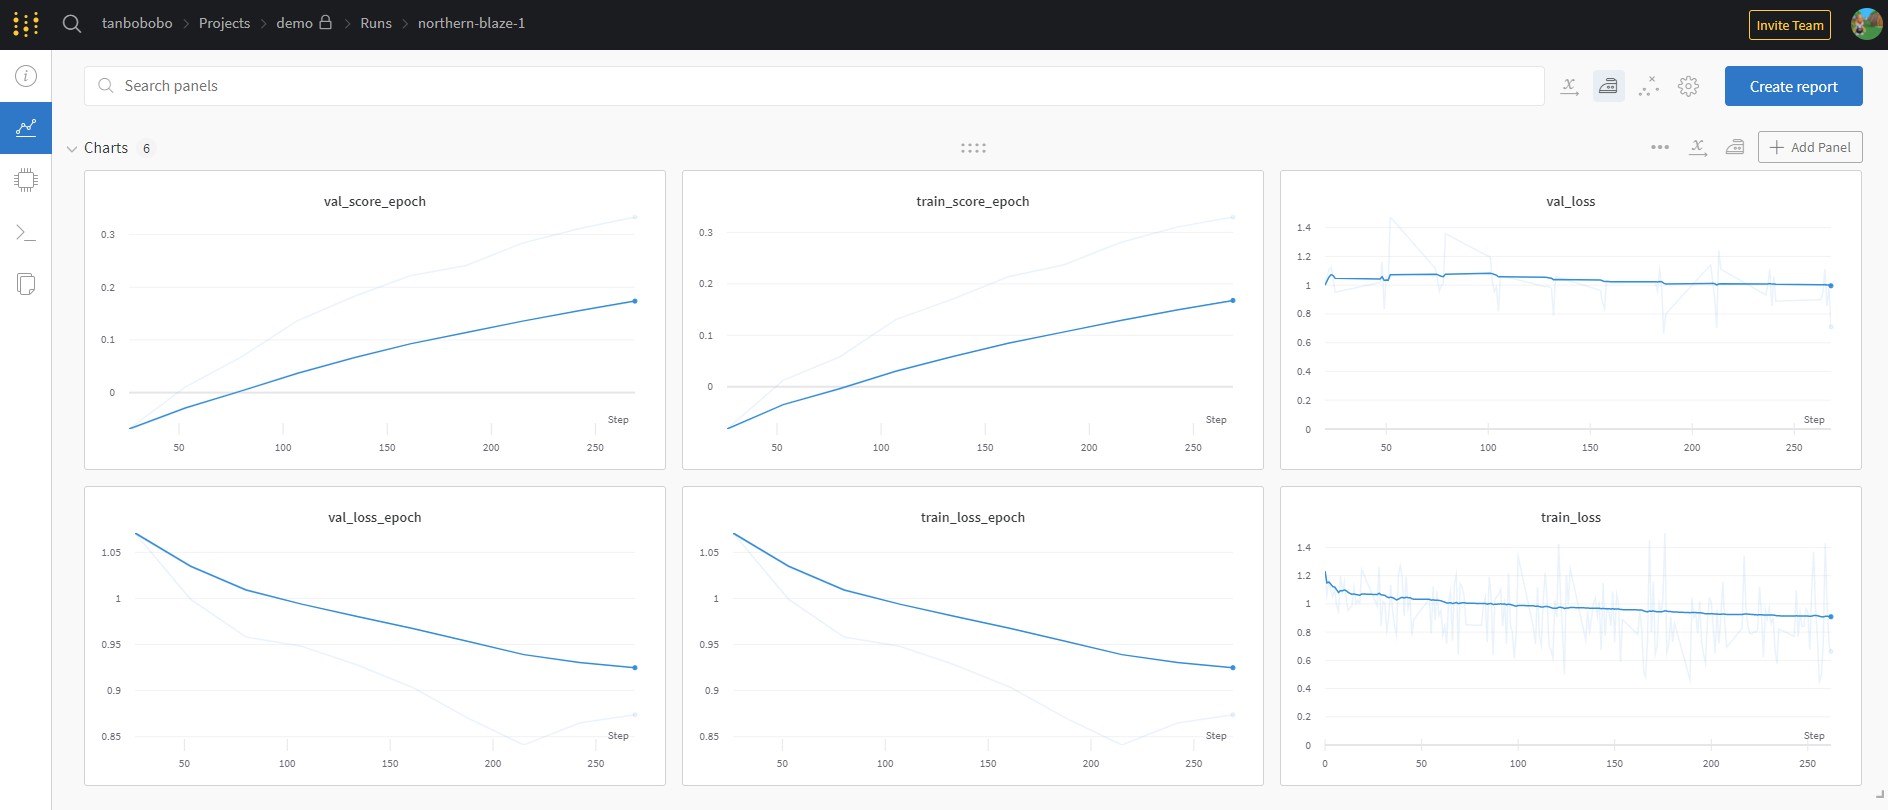 tanbobobo > Projects > demo > Runs > northern-blaze-1
Invite Team
Search panels
Create report
Charts 6
Add Panel
val_score_epoch
0.3
0.2
0.1
0
Step
50 100 150 200 250
train_score_epoch
0.3
0.2
0.1
0
Step
50 100 150 200 250
val_loss
1.4
1.2
1
0.8
0.6
0.4
0.2
0
Step
50 100 150 200 250
val_loss_epoch
1.05
1
0.95
0.9
0.85
Step
50 100 150 200 250
train_loss_epoch
1.05
1
0.95
0.9
0.85
Step
50 100 150 200 250
train_loss
1.4
1.2
1
0.8
0.6
0.4
0.2
0
Step
0 50 100 150 200 250